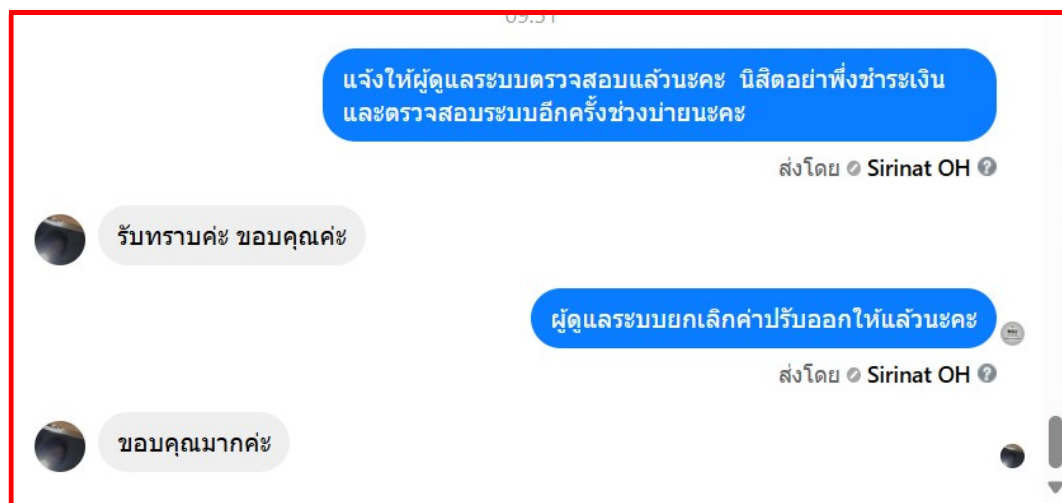 09:51
แจ้งให้ผู้ดูแลระบบตรวจสอบแล้วนะคะ นิสิตอย่าพึ่งชำระเงิน
และตรวจสอบระบบอีกครั้งช่วงบ่ายนะคะ
ส่งโดย Sirinat OH
รับทราบค่ะ ขอบคุณค่ะ
ผู้ดูแลระบบยกเลิกค่าปรับออกให้แล้วนะคะ
ส่งโดย Sirinat OH
ขอบคุณมากค่ะ